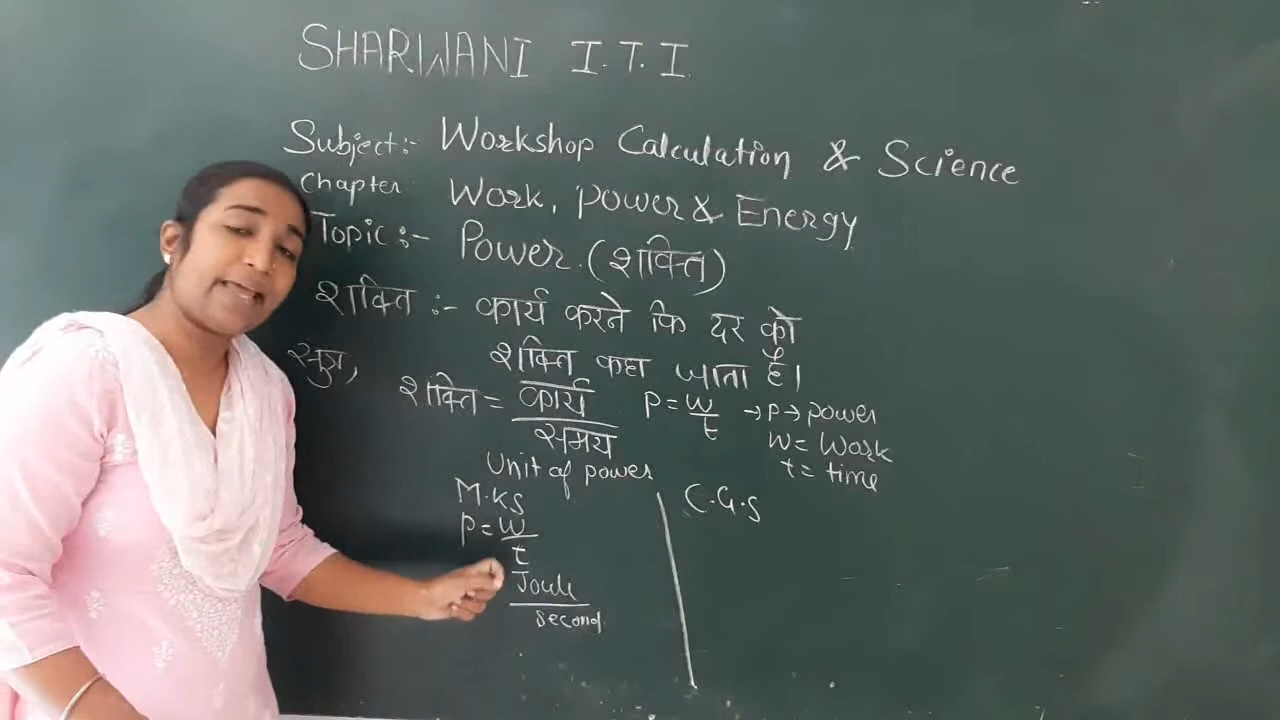 SHARWANI I.T.I.
Subject:- Workshop Calculation & Science
Chapter Work, Power & Energy
Topic:- Power. (शक्ति)
शक्ति :- कार्य करने कि दर को
शक्ति कहा जाता है।
सुत्र,
शक्ति = कार्य / समय P = W/t → P → power
W = Work
t = time
Unit of power
M.KS C.G.S
P = W/t
Joule / second